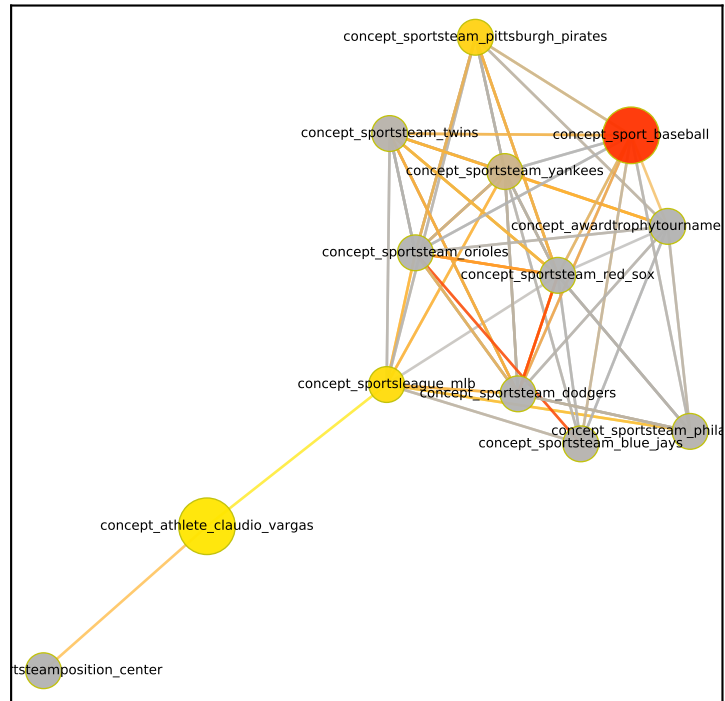 concept_sportsteam_pittsburgh_pirates
concept_sportsteam_twins
concept_sport_baseball
concept_sportsteam_yankees
concept_awardtrophytourname
concept_sportsteam_orioles
concept_sportsteam_red_sox
concept_sportsleague_mlb
concept_sportsteam_dodgers
concept_sportsteam_phila
concept_sportsteam_blue_jays
concept_athlete_claudio_vargas
rtsteamposition_center